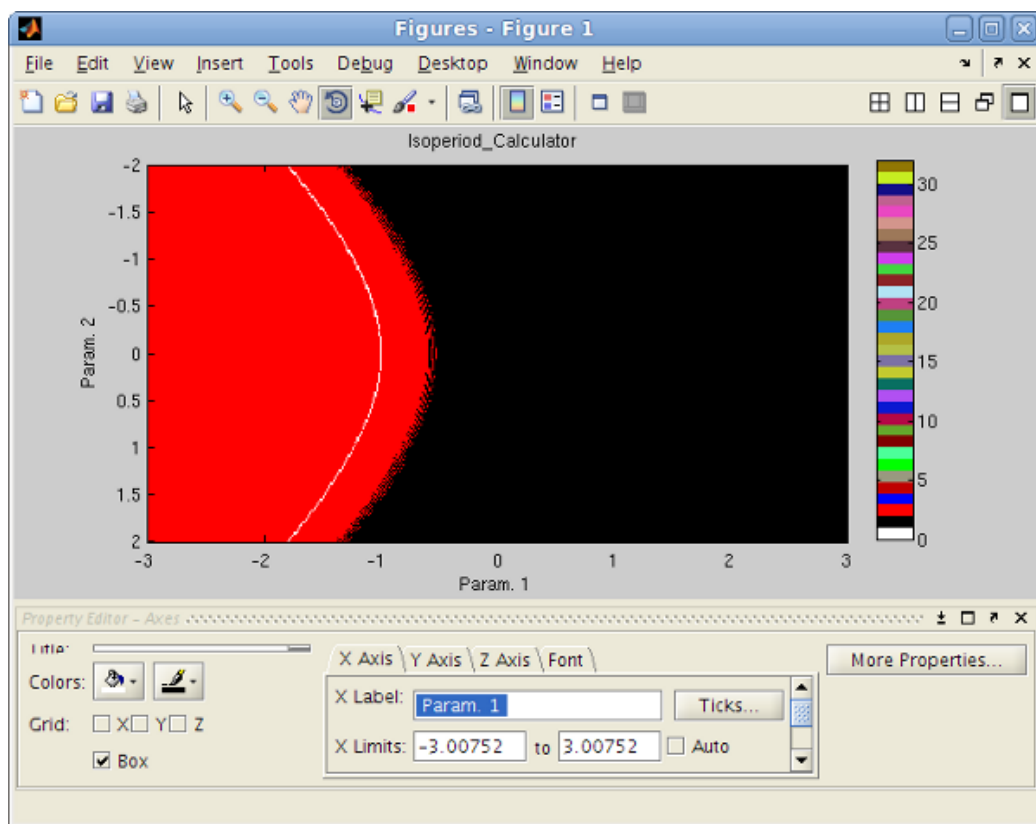 Figures - Figure 1
File Edit View Insert Tools Debug Desktop Window Help
Isoperiod_Calculator
-2
-1.5
-1
-0.5
0
0.5
1
1.5
2
Param. 2
-3 -2 -1 0 1 2 3
Param. 1
30
25
20
15
10
5
0
Property Editor - Axes
Title:
Colors:
Grid: X Y Z
Box
X Axis Y Axis Z Axis Font
X Label: Param. 1 Ticks...
X Limits: -3.00752 to 3.00752 Auto
More Properties...